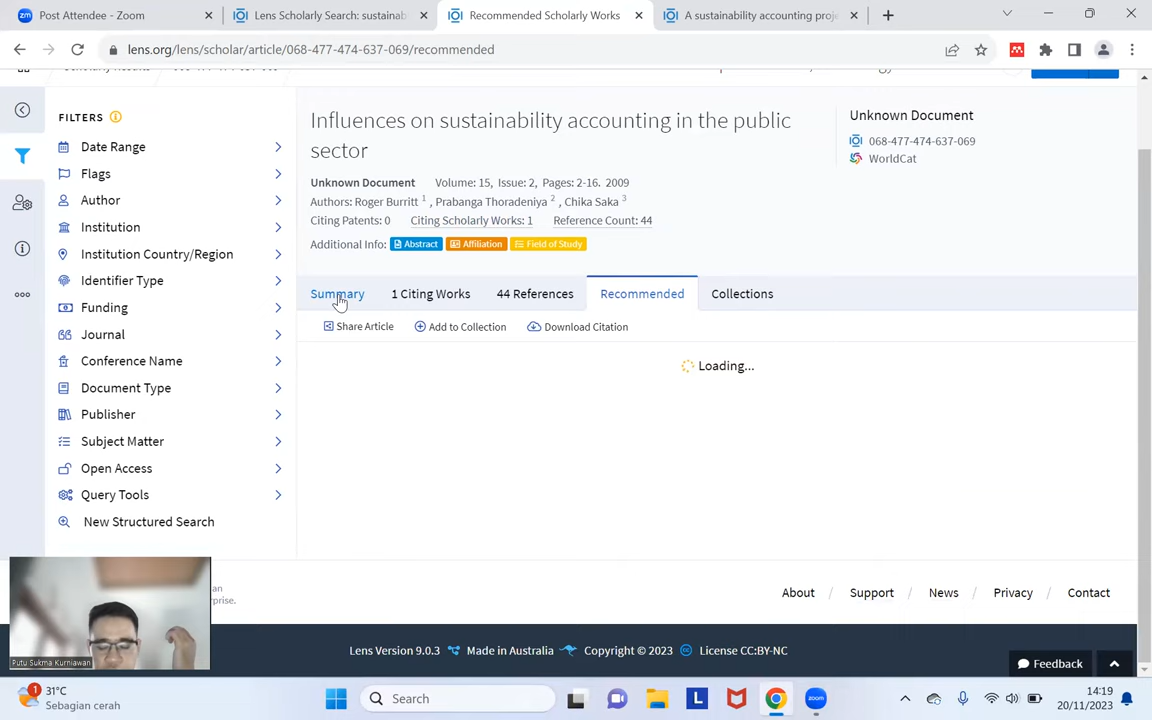 Post Attendee - Zoom
Lens Scholarly Search: sustainab
Recommended Scholarly Works
A sustainability accounting proje
lens.org/lens/scholar/article/068-477-474-637-069/recommended
FILTERS
Date Range
Flags
Author
Institution
Institution Country/Region
Identifier Type
Funding
Journal
Conference Name
Document Type
Publisher
Subject Matter
Open Access
Query Tools
New Structured Search
Influences on sustainability accounting in the public
sector
Unknown Document Volume: 15, Issue: 2, Pages: 2-16. 2009
Authors: Roger Burritt 1 , Prabanga Thoradeniya 2 , Chika Saka 3
Citing Patents: 0 Citing Scholarly Works: 1 Reference Count: 44
Additional Info: Abstract Affiliation Field of Study
Unknown Document
068-477-474-637-069
WorldCat
Summary 1 Citing Works 44 References Recommended Collections
Share Article Add to Collection Download Citation
Loading...
an
prise.
About / Support / News / Privacy / Contact
Lens Version 9.0.3 Made in Australia Copyright © 2023 License CC:BY-NC
Feedback
Putu Sukma Kurniawan
1
31°C
Sebagian cerah
Search
14:19
20/11/2023